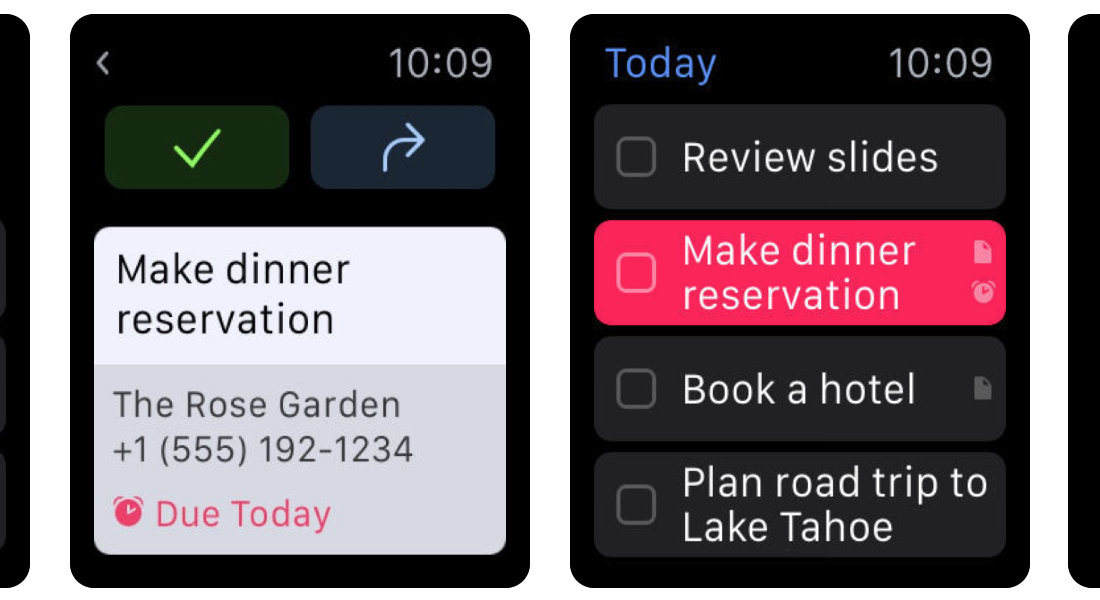 10:09
Make dinner
reservation
The Rose Garden
+1 (555) 192-1234
Due Today
Today 10:09
Review slides
Make dinner
reservation
Book a hotel
Plan road trip to
Lake Tahoe